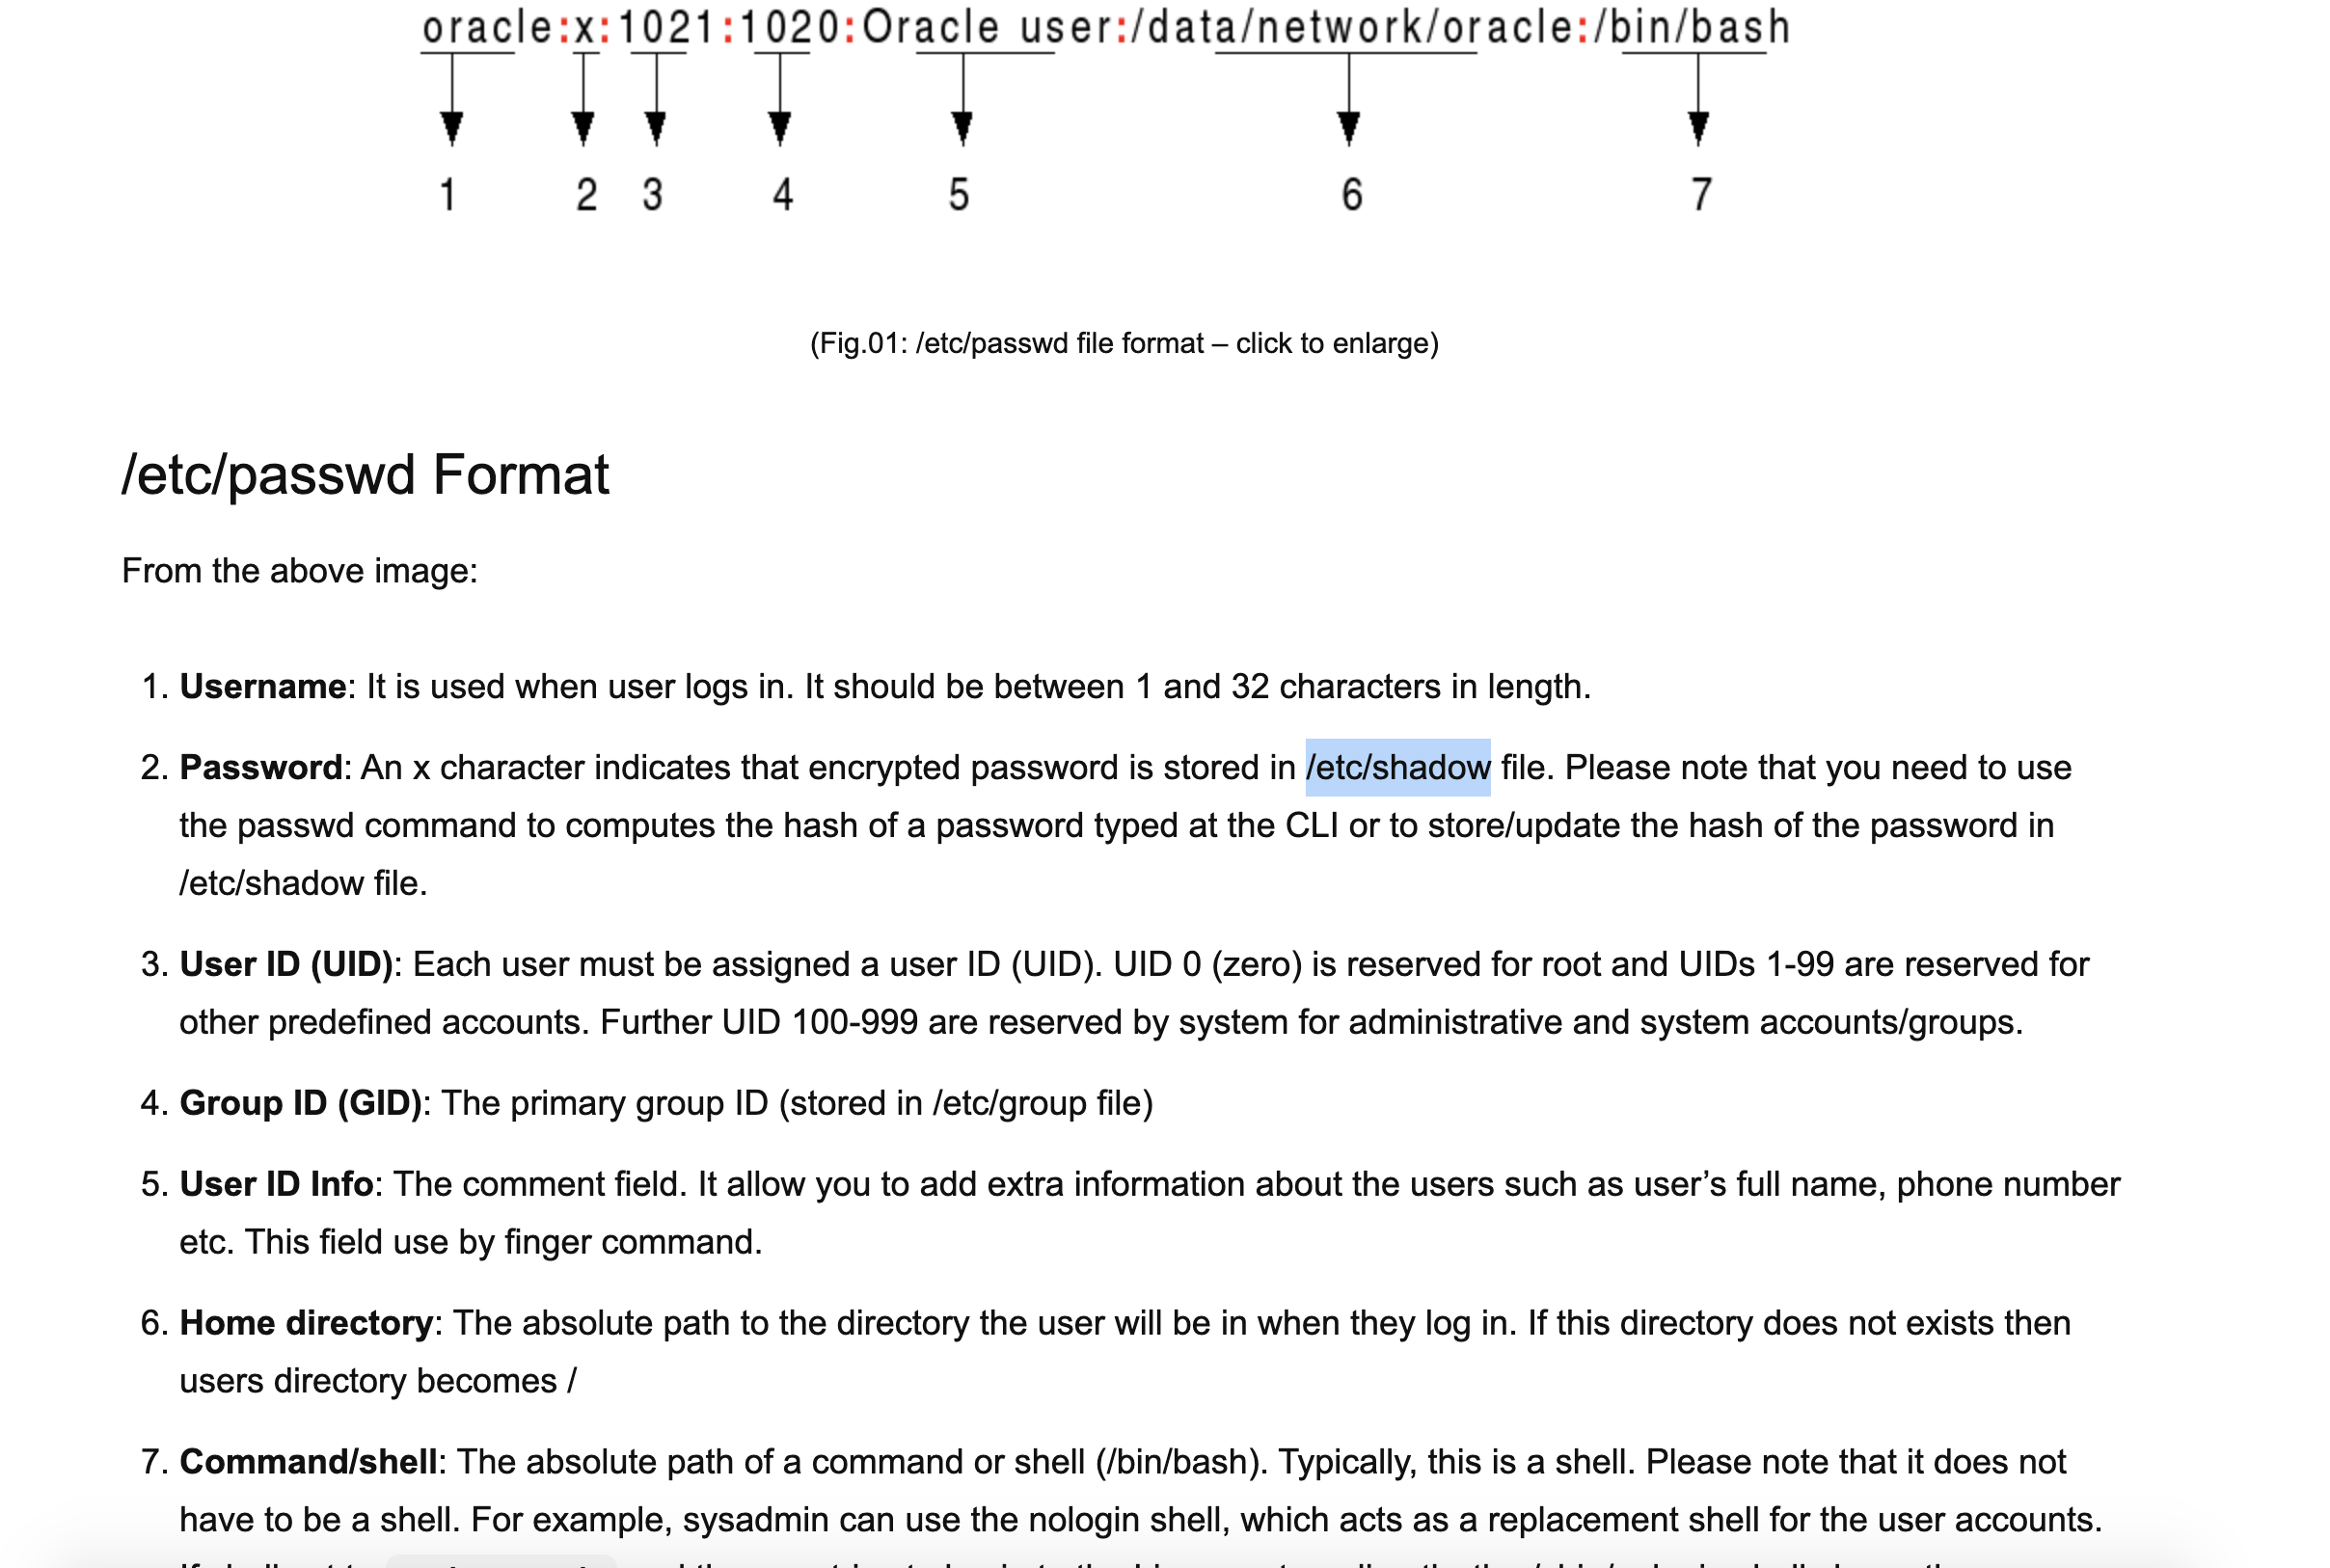 oracle:x:1021:1020:Oracle user:/data/network/oracle:/bin/bash
1 2 3 4 5 6 7
(Fig.01: /etc/passwd file format – click to enlarge)
/etc/passwd Format
From the above image:
1. Username: It is used when user logs in. It should be between 1 and 32 characters in length.
2. Password: An x character indicates that encrypted password is stored in /etc/shadow file. Please note that you need to use
the passwd command to computes the hash of a password typed at the CLI or to store/update the hash of the password in
/etc/shadow file.
3. User ID (UID): Each user must be assigned a user ID (UID). UID 0 (zero) is reserved for root and UIDs 1-99 are reserved for
other predefined accounts. Further UID 100-999 are reserved by system for administrative and system accounts/groups.
4. Group ID (GID): The primary group ID (stored in /etc/group file)
5. User ID Info: The comment field. It allow you to add extra information about the users such as user’s full name, phone number
etc. This field use by finger command.
6. Home directory: The absolute path to the directory the user will be in when they log in. If this directory does not exists then
users directory becomes /
7. Command/shell: The absolute path of a command or shell (/bin/bash). Typically, this is a shell. Please note that it does not
have to be a shell. For example, sysadmin can use the nologin shell, which acts as a replacement shell for the user accounts.